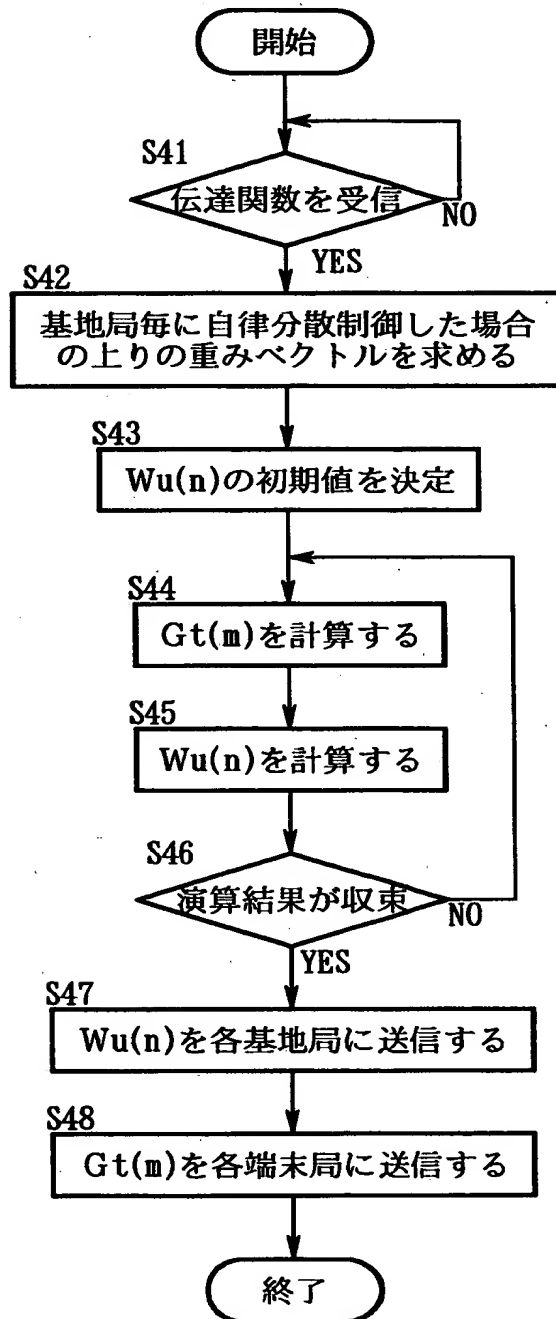 開始
S41
伝達関数を受信
NO
YES
S42
基地局毎に自律分散制御した場合
の上りの重みベクトルを求める
S43
Wu(n)の初期値を決定
S44
Gt(m)を計算する
S45
Wu(n)を計算する
S46
演算結果が収束
NO
YES
S47
Wu(n)を各基地局に送信する
S48
Gt(m)を各端末局に送信する
終了